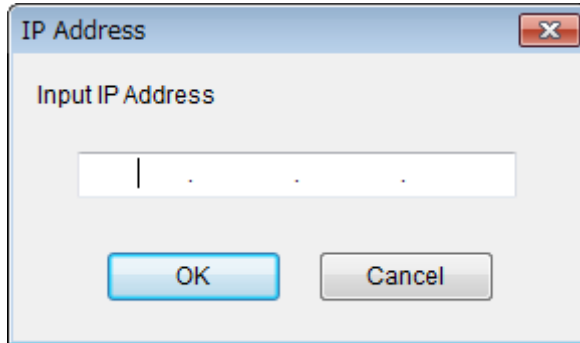 IP Address
Input IP Address
. . .
OK Cancel